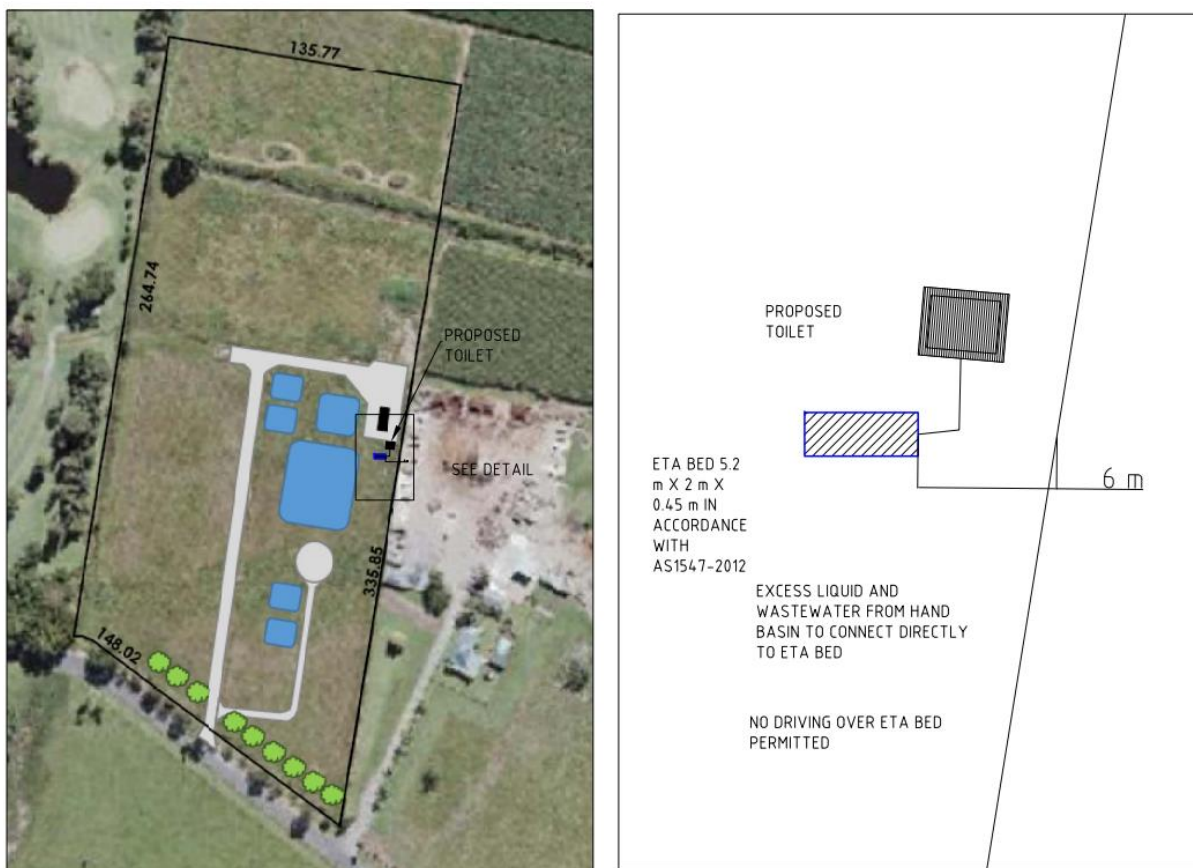 135.77
264.74
PROPOSED
TOILET
SEE DETAIL
335.85
148.02
PROPOSED
TOILET
ETA BED 5.2
m X 2 m X
0.45 m IN
ACCORDANCE
WITH
AS1547-2012
6 m
EXCESS LIQUID AND
WASTEWATER FROM HAND
BASIN TO CONNECT DIRECTLY
TO ETA BED
NO DRIVING OVER ETA BED
PERMITTED